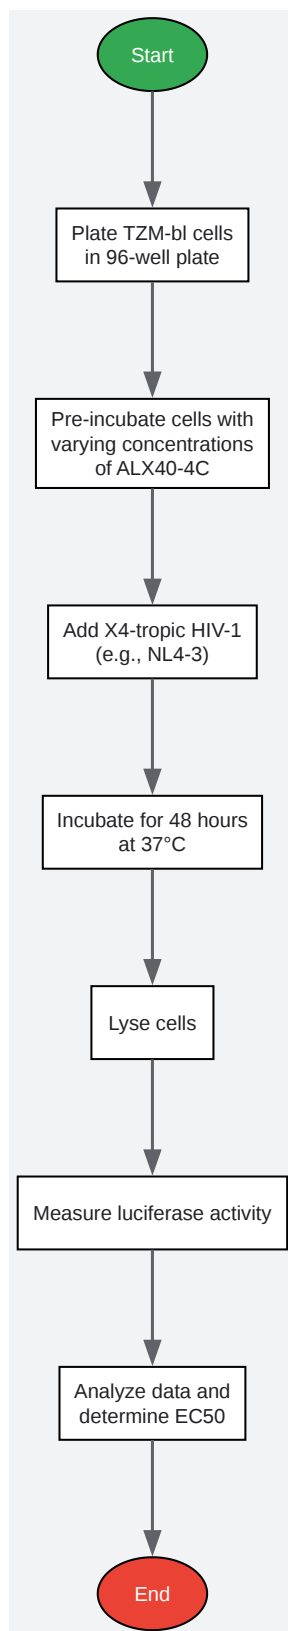 Start
Plate TZM-bl cells
in 96-well plate
Pre-incubate cells with
varying concentrations
of ALX40-4C
Add X4-tropic HIV-1
(e.g., NL4-3)
Incubate for 48 hours
at 37°C
Lyse cells
Measure luciferase activity
Analyze data and
determine EC50
End